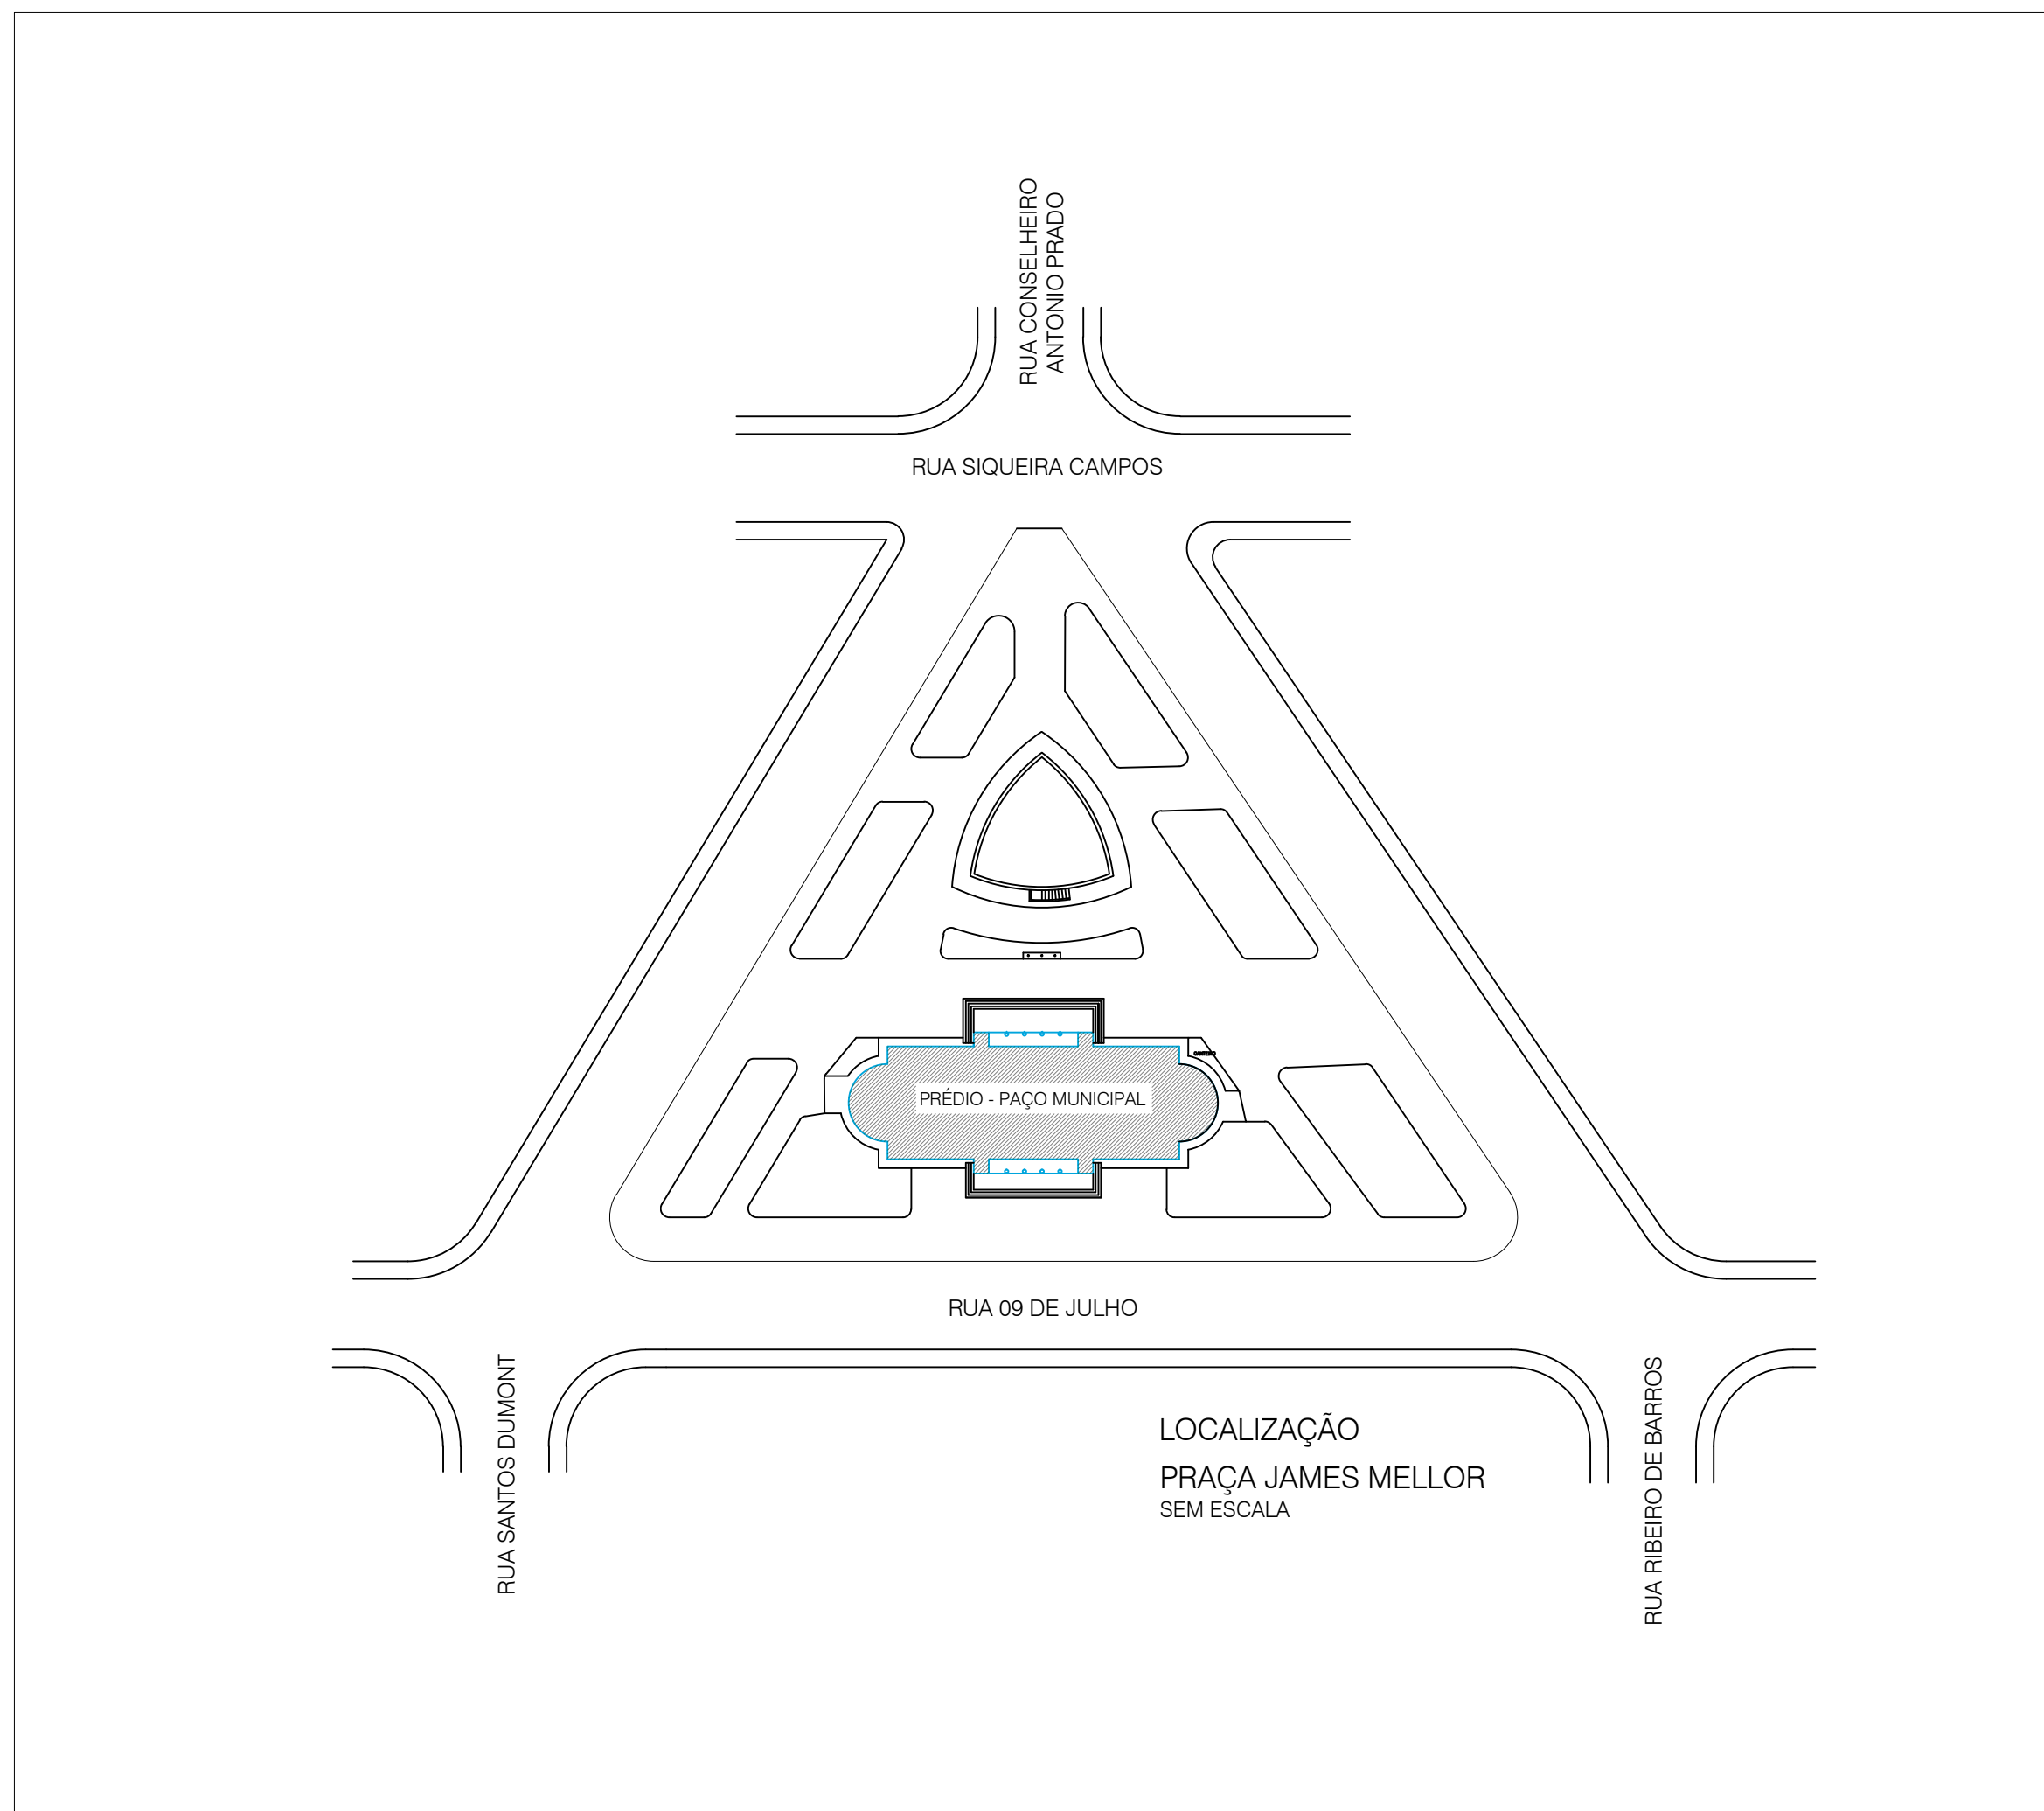 RUA CONSELHEIRO
ANTONIO PRADO
RUA SIQUEIRA CAMPOS
CANTEIRO
PRÉDIO - PAÇO MUNICIPAL
RUA 09 DE JULHO
RUA SANTOS DUMONT
RUA RIBEIRO DE BARROS
LOCALIZAÇÃO
PRAÇA JAMES MELLOR
SEM ESCALA